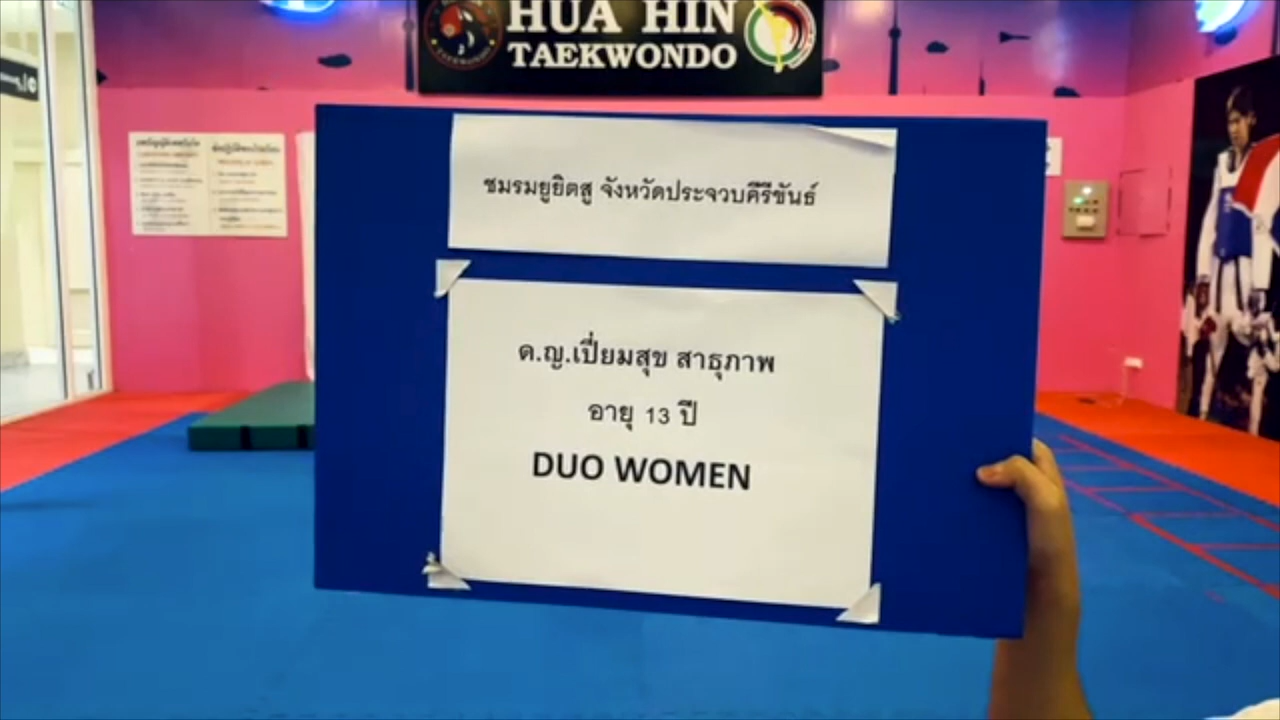 HUA HIN
TAEKWONDO
TAEKWONDO
ชมรมยูยิตสู จังหวัดประจวบคีรีขันธ์
ด.ญ.เปี่ยมสุข สาธุภาพ
อายุ 13 ปี
DUO WOMEN